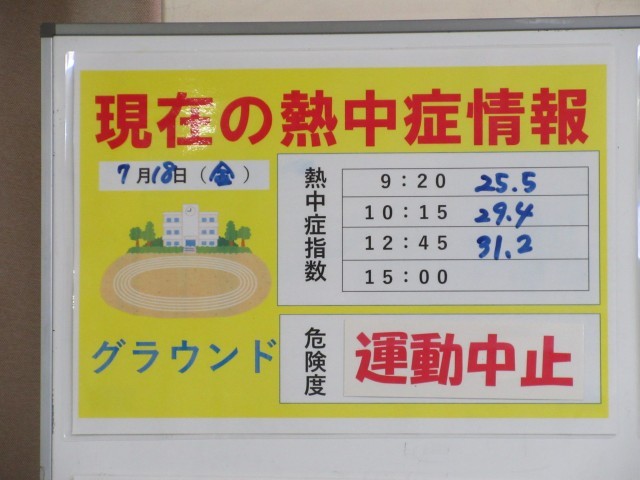 現在の熱中症情報
7月18日(金)
熱中症指数
9:20 25.5
10:15 29.4
12:45 31.2
15:00
グラウンド
危険度
運動中止